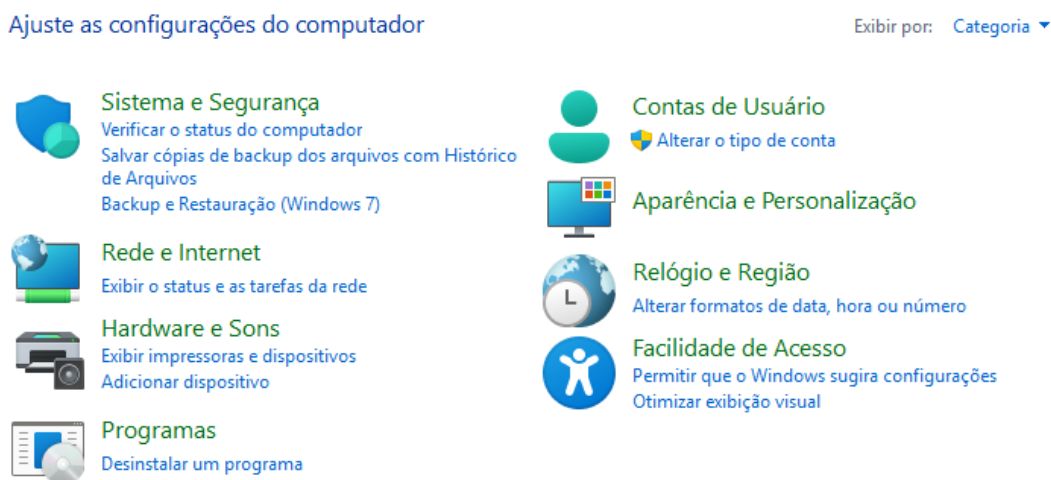 Ajuste as configurações do computador
Exibir por: Categoria
Sistema e Segurança
Verificar o status do computador
Salvar cópias de backup dos arquivos com Histórico
de Arquivos
Backup e Restauração (Windows 7)
Rede e Internet
Exibir o status e as tarefas da rede
Hardware e Sons
Exibir impressoras e dispositivos
Adicionar dispositivo
Programas
Desinstalar um programa
Contas de Usuário
Alterar o tipo de conta
Aparência e Personalização
Relógio e Região
Alterar formatos de data, hora ou número
Facilidade de Acesso
Permitir que o Windows sugira configurações
Otimizar exibição visual